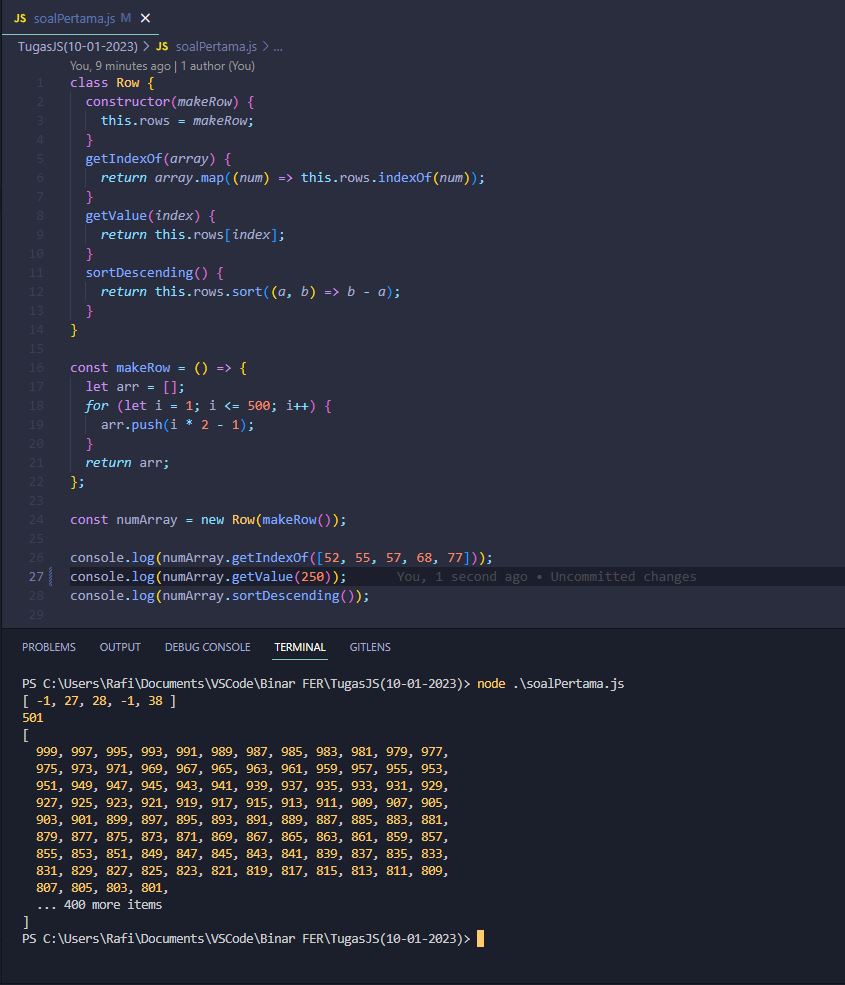 JS soalPertama.js M ×
TugasJS(10-01-2023) > JS soalPertama.js > ...
You, 9 minutes ago | 1 author (You)
1 class Row {
2 constructor(makeRow) {
3 this.rows = makeRow;
4 }
5 getIndexOf(array) {
6 return array.map((num) => this.rows.indexOf(num));
7 }
8 getValue(index) {
9 return this.rows[index];
10 }
11 sortDescending() {
12 return this.rows.sort((a, b) => b - a);
13 }
14 }
15
16 const makeRow = () => {
17 let arr = [];
18 for (let i = 1; i <= 500; i++) {
19 arr.push(i * 2 - 1);
20 }
21 return arr;
22 };
23
24 const numArray = new Row(makeRow());
25
26 console.log(numArray.getIndexOf([52, 55, 57, 68, 77]));
27 console.log(numArray.getValue(250)); You, 1 second ago • Uncommitted changes
28 console.log(numArray.sortDescending());
29
PROBLEMS OUTPUT DEBUG CONSOLE TERMINAL GITLENS
PS C:\Users\Rafi\Documents\VSCode\Binar FER\TugasJS(10-01-2023)> node .\soalPertama.js
[ -1, 27, 28, -1, 38 ]
501
[
999, 997, 995, 993, 991, 989, 987, 985, 983, 981, 979, 977,
975, 973, 971, 969, 967, 965, 963, 961, 959, 957, 955, 953,
951, 949, 947, 945, 943, 941, 939, 937, 935, 933, 931, 929,
927, 925, 923, 921, 919, 917, 915, 913, 911, 909, 907, 905,
903, 901, 899, 897, 895, 893, 891, 889, 887, 885, 883, 881,
879, 877, 875, 873, 871, 869, 867, 865, 863, 861, 859, 857,
855, 853, 851, 849, 847, 845, 843, 841, 839, 837, 835, 833,
831, 829, 827, 825, 823, 821, 819, 817, 815, 813, 811, 809,
807, 805, 803, 801,
... 400 more items
]
PS C:\Users\Rafi\Documents\VSCode\Binar FER\TugasJS(10-01-2023)>